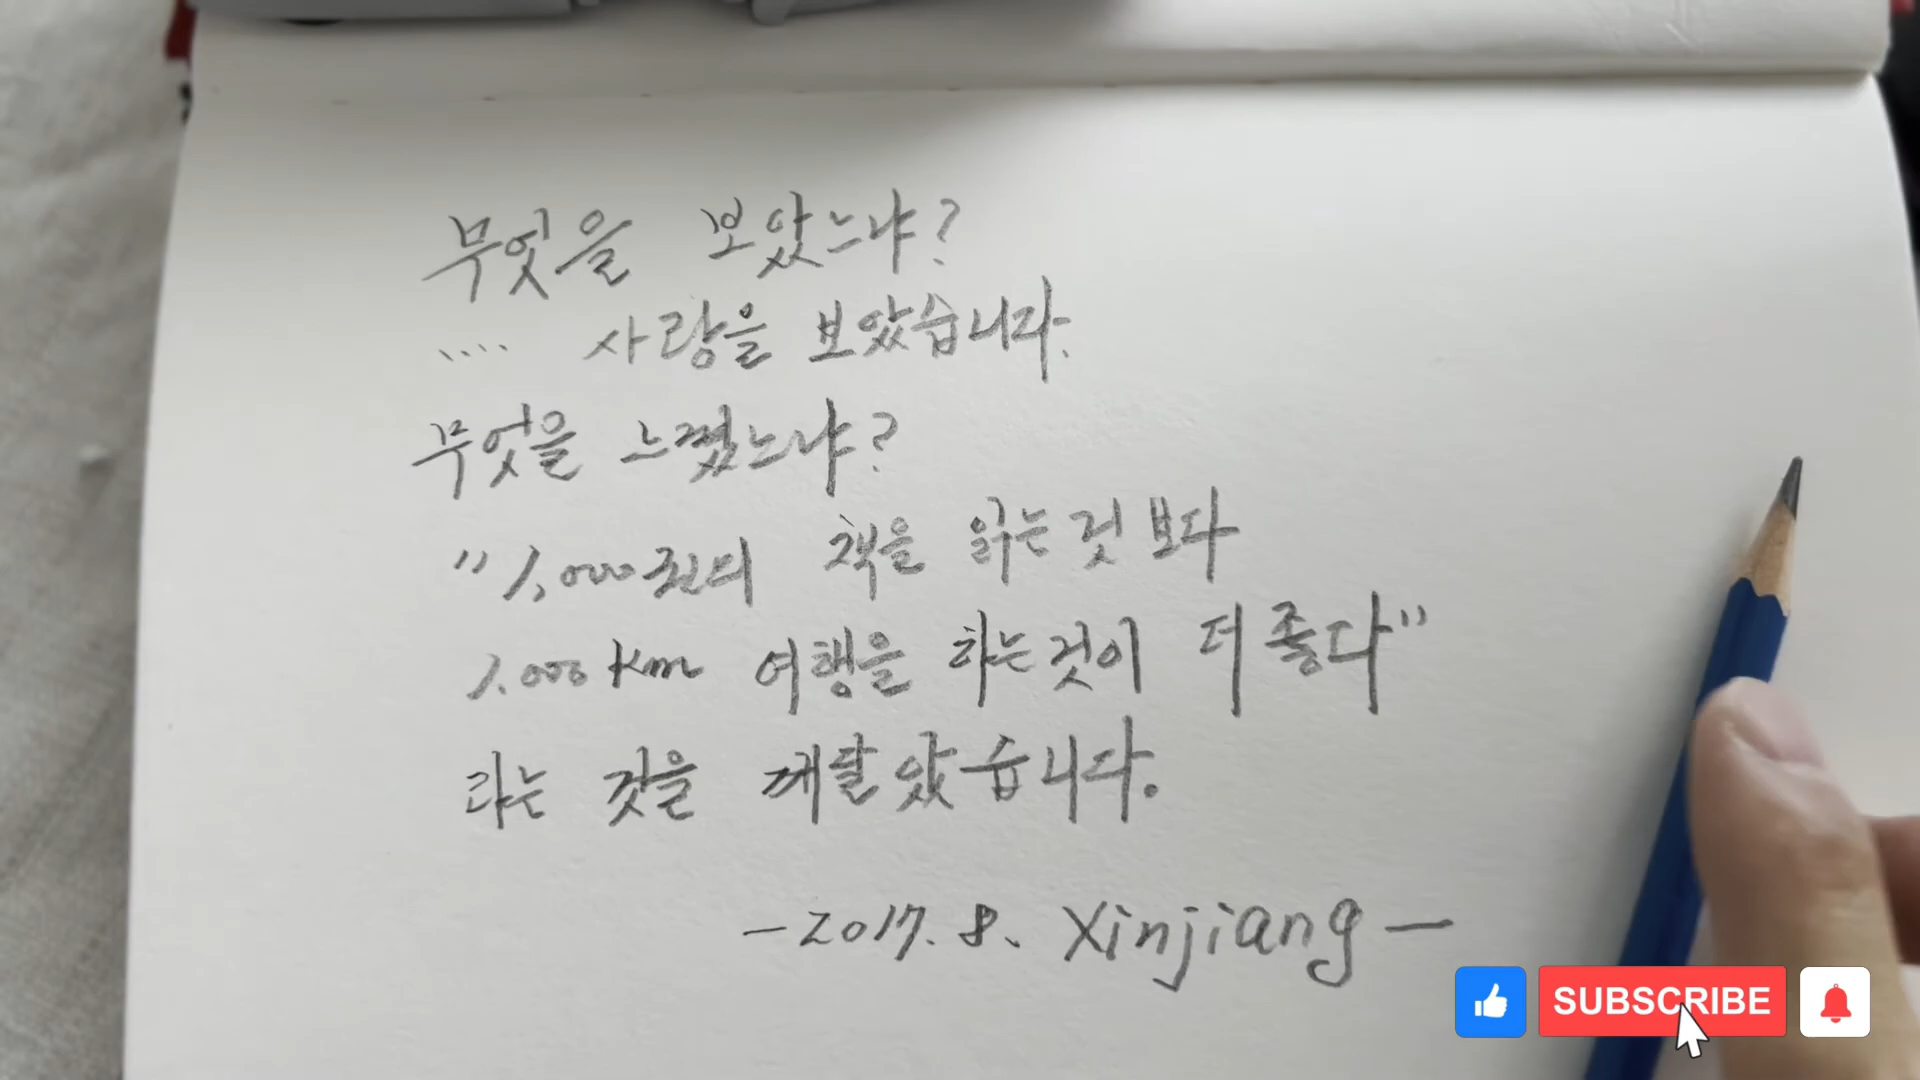 무엇을 보았느냐?
.... 사랑을 보았습니다.
무엇을 느꼈느냐?
"1,000권의 책을 읽는 것 보다
1.000 km 여행을 하는것이 더 좋다"
라는 것을 깨달았습니다.
-2017. 8. Xinjiang-
SUBSCRIBE